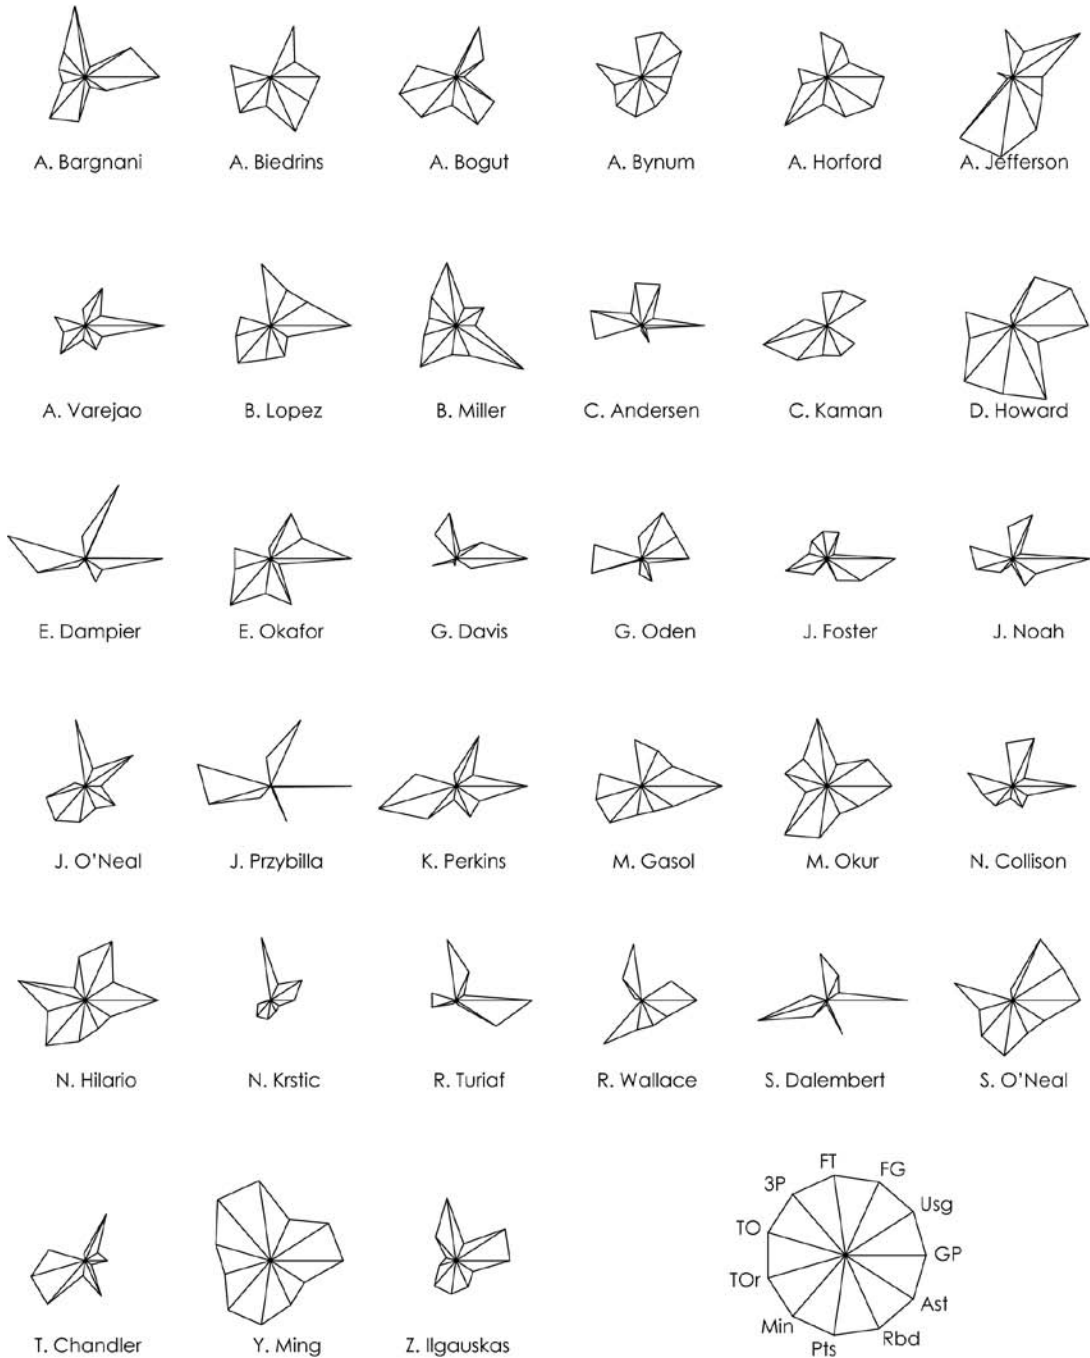 A. Bargnani
A. Biedrins
A. Bogut
A. Bynum
A. Horford
A. Jefferson
A. Varejao
B. Lopez
B. Miller
C. Andersen
C. Kaman
D. Howard
E. Dampier
E. Okafor
G. Davis
G. Oden
J. Foster
J. Noah
J. O'Neal
J. Przybilla
K. Perkins
M. Gasol
M. Okur
N. Collison
N. Hilario
N. Krstic
R. Turiaf
R. Wallace
S. Dalembert
S. O'Neal
FT
FG
3P
Usg
TO
GP
TOr
Ast
Min
Rbd
Pts
T. Chandler
Y. Ming
Z. Ilgauskas